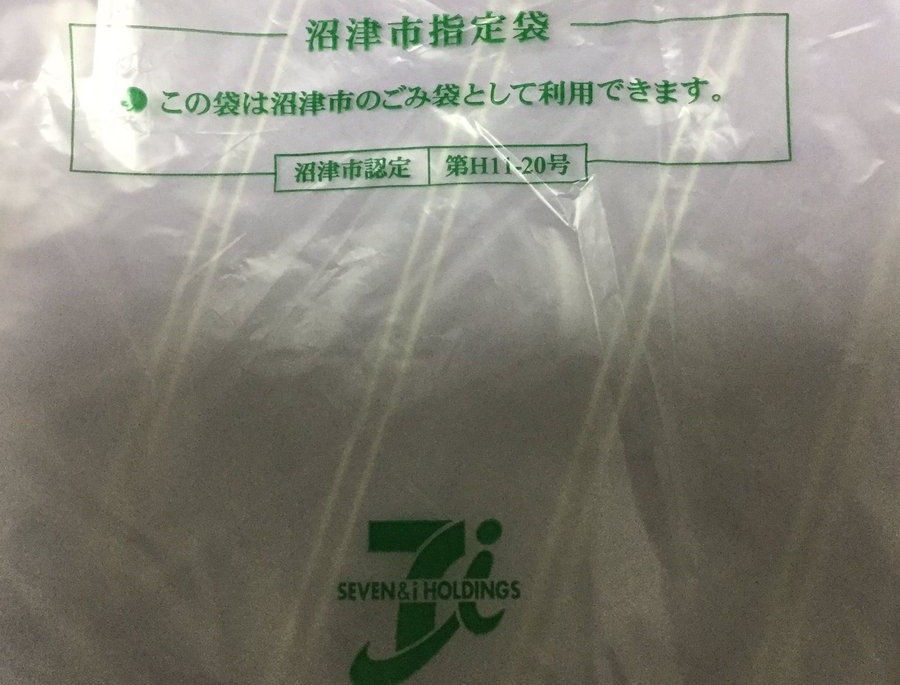 沼津市指定袋
●この袋は沼津市のごみ袋として利用できます。
沼津市認定 第H11-20号
7i
SEVEN&i HOLDINGS